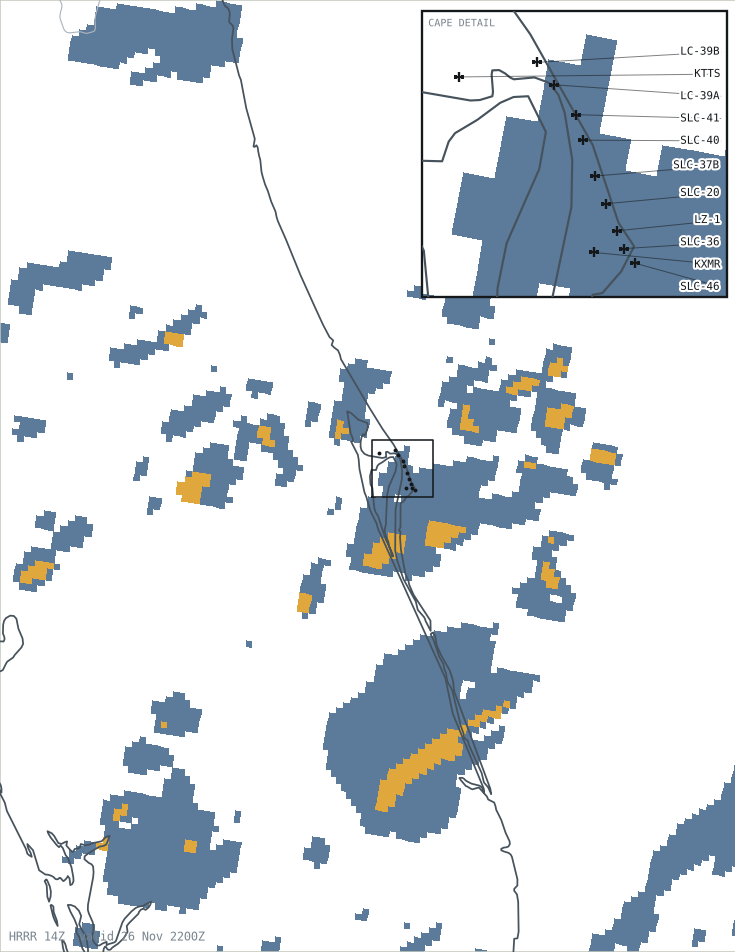 CAPE DETAIL
LC-39B
KTTS
LC-39A
SLC-41
SLC-40
SLC-37B
SLC-20
LZ-1
SLC-36
KXMR
SLC-46
HRRR 14Z
26 Nov 2200Z